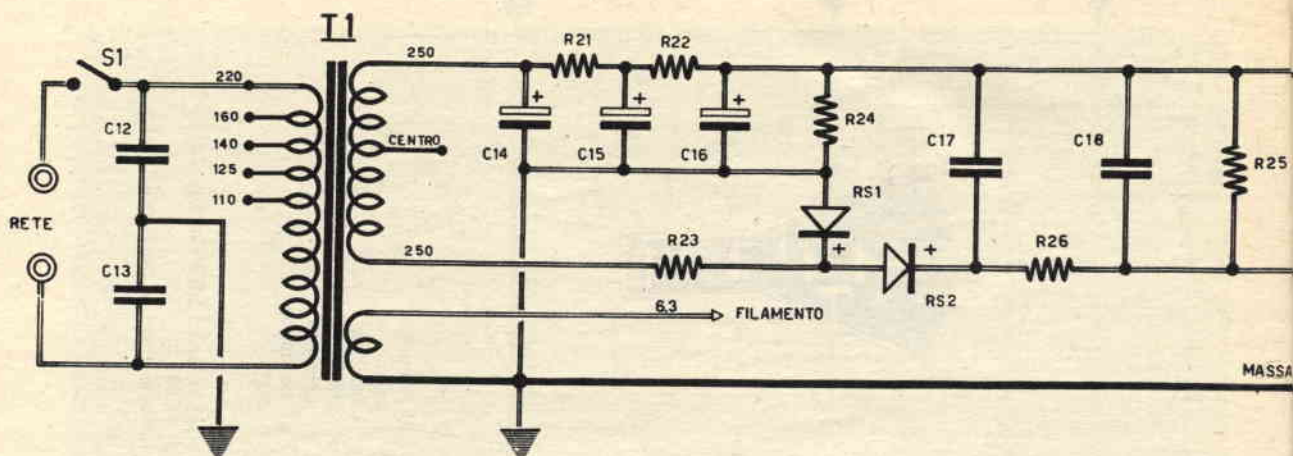 T1
S1
250
R21
R22
220
160
140
125
110
C12
CENTRO
+
+
+
C14
C15
C16
R24
C17
C18
R25
RETE
RS1
+
C13
250
R23
+
RS2
R26
6.3
FILAMENTO
MASSA